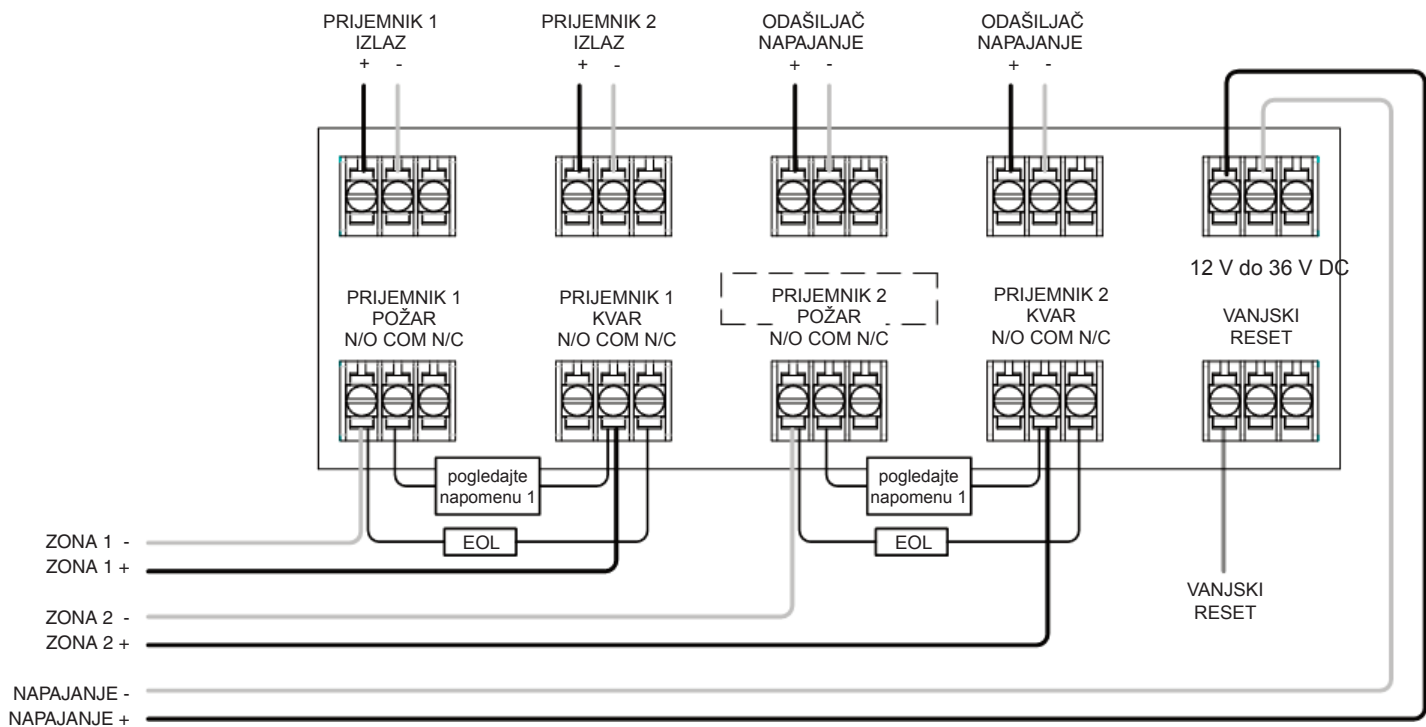 PRIJEMNIK 1
IZLAZ
+ -
PRIJEMNIK 2
IZLAZ
+ -
ODAŠILJAČ
NAPAJANJE
+ -
ODAŠILJAČ
NAPAJANJE
+ -
12 V do 36 V DC
PRIJEMNIK 1
POŽAR
N/O COM N/C
PRIJEMNIK 1
KVAR
N/O COM N/C
PRIJEMNIK 2
POŽAR
N/O COM N/C
PRIJEMNIK 2
KVAR
N/O COM N/C
VANJSKI
RESET
pogledajte
napomenu 1
EOL
pogledajte
napomenu 1
EOL
VANJSKI
RESET
ZONA 1 -
ZONA 1 +
ZONA 2 -
ZONA 2 +
NAPAJANJE -
NAPAJANJE +